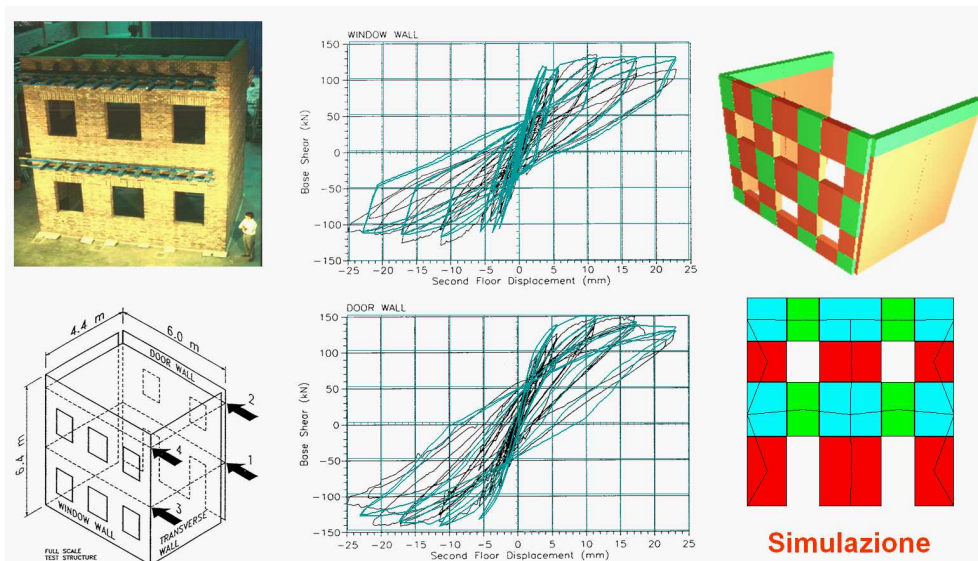 WINDOW WALL
150
100
50
0
-50
-100
-150
Base Shear (kN)
-25 -20 -15 -10 -5 0 5 10 15 20 25
Second Floor Displacement (mm)
4.4 m
6.0 m
6.4 m
DOOR WALL
2
4
1
3
WINDOW WALL
TRANSVERSE
WALL
FULL SCALE
TEST STRUCTURE
DOOR WALL
150
100
50
0
-50
-100
-150
Base Shear (kN)
-25 -20 -15 -10 -5 0 5 10 15 20 25
Second Floor Displacement (mm)
Simulazione